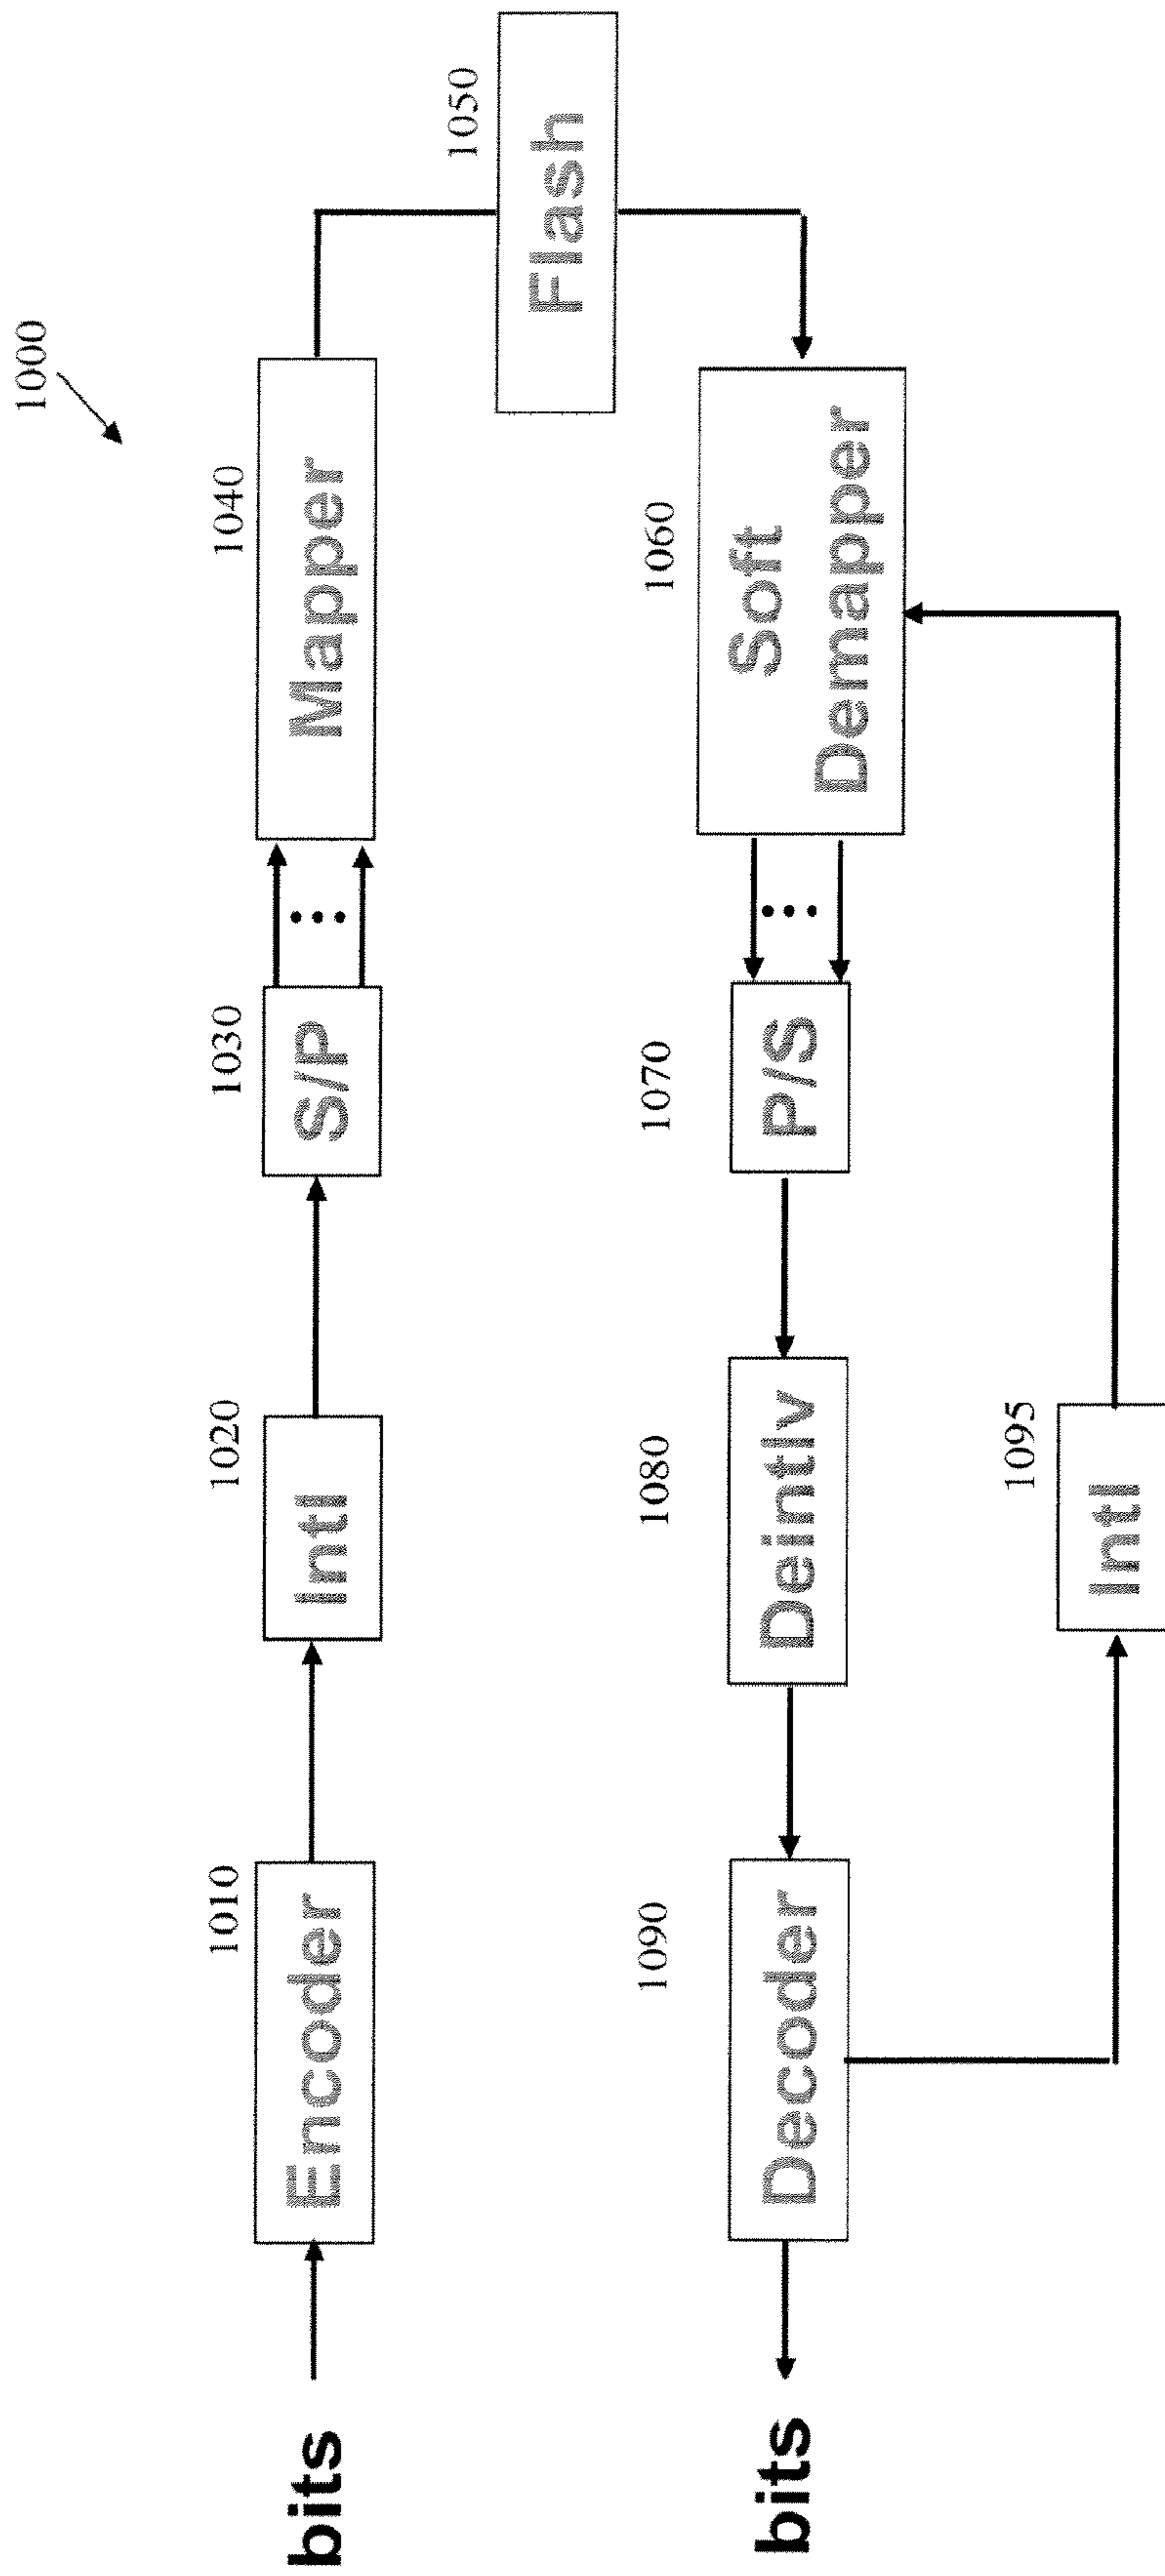 1000
1010
1020
1030
1040
bits
Encoder
Intl
S/P
Mapper
1050
Flash
1090
1080
1070
1060
bits
Decoder
Deintlv
P/S
Soft
Demapper
1095
Intl